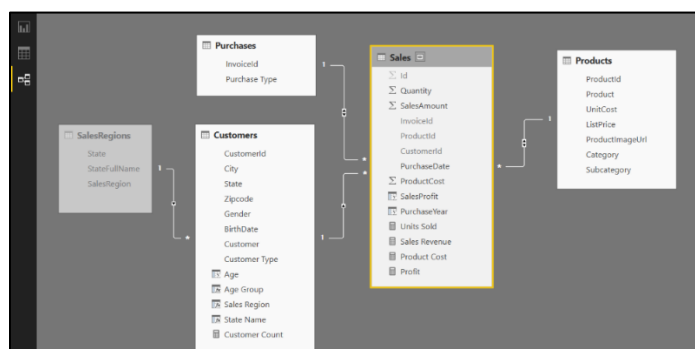 Purchases
InvoiceId
Purchase Type
1
Sales
Id
Quantity
SalesAmount
InvoiceId
ProductId
CustomerId
PurchaseDate
ProductCost
SalesProfit
PurchaseYear
Units Sold
Sales Revenue
Product Cost
Profit
*
*
*
Products
ProductId
Product
UnitCost
ListPrice
ProductImageUrl
Category
Subcategory
1
SalesRegions
State
StateFullName
SalesRegion
1
*
Customers
CustomerId
City
State
Zipcode
Gender
BirthDate
Customer
Customer Type
Age
Age Group
Sales Region
State Name
Customer Count
1